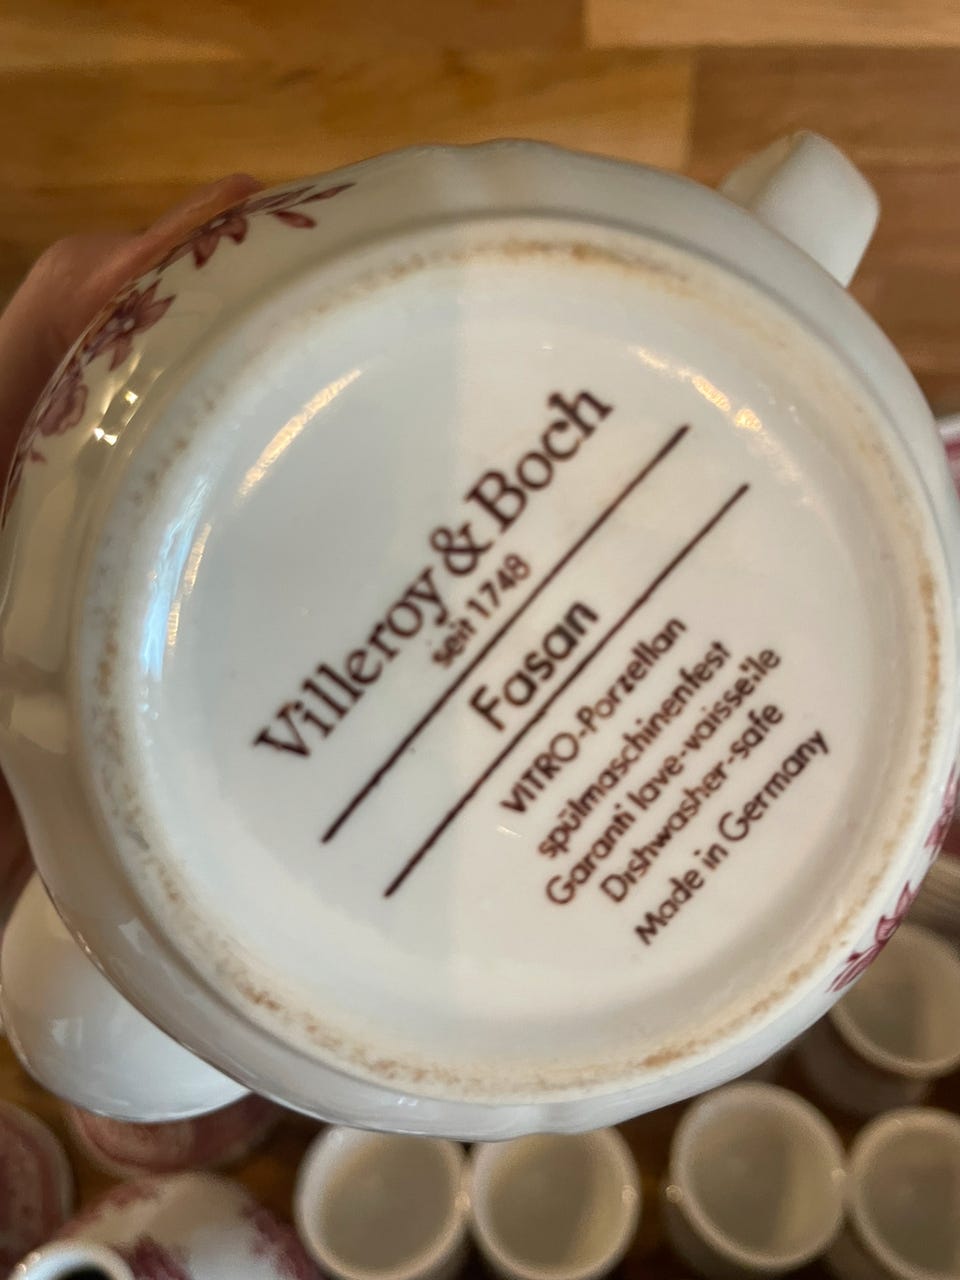 Villeroy & Boch
seit 1748
Fasan
VITRO-Porzellan
spülmaschinenfest
Garanti lave-vaisselle
Dishwasher-safe
Made in Germany